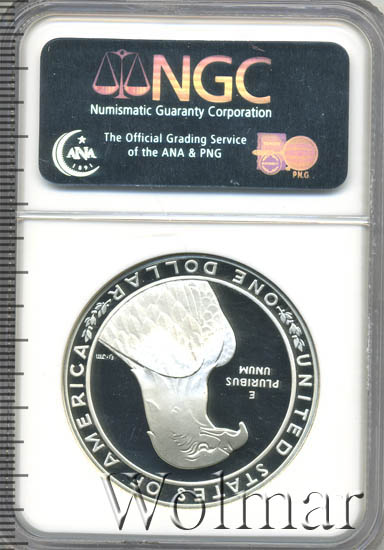 NGC
Numismatic Guaranty Corporation
The Official Grading Service
of the ANA & PNG
ANA
1891
P.N.G.
UNITED STATES OF AMERICA
ONE DOLLAR
E
PLURIBUS
UNUM
Wolmar